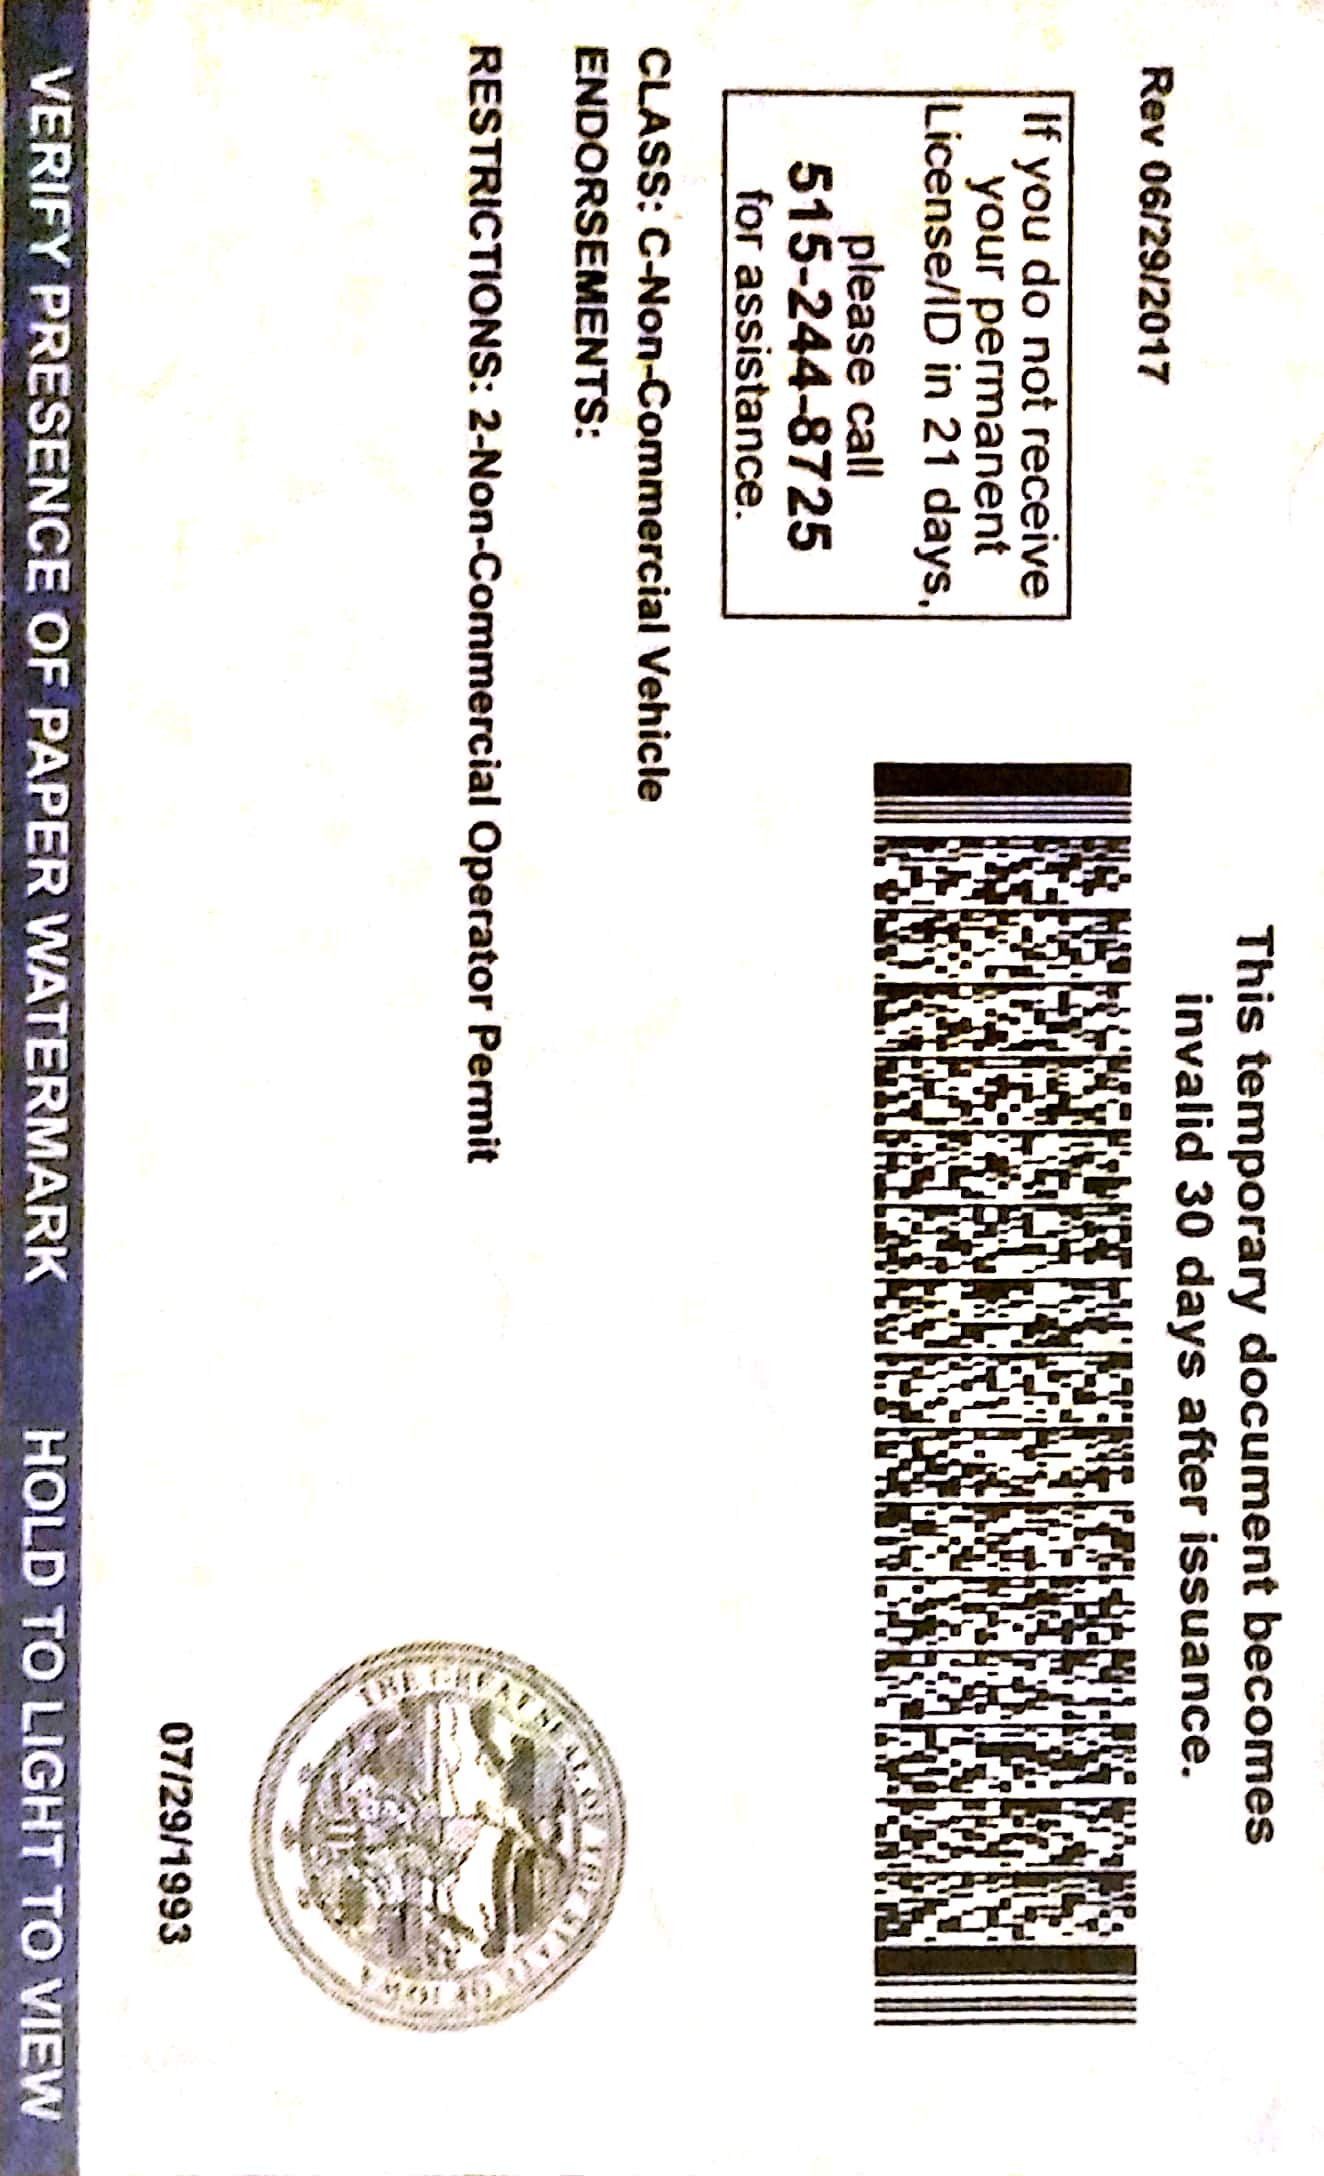 This temporary document becomes
invalid 30 days after issuance.
Rev 06/29/2017
If you do not receive
your permanent
License/ID in 21 days,
please call
515-244-8725
for assistance.
CLASS: C-Non-Commercial Vehicle
ENDORSEMENTS:
RESTRICTIONS: 2-Non-Commercial Operator Permit
THE GREAT SEAL OF THE STATE OF IOWA
07/29/1993
VERIFY PRESENCE OF PAPER WATERMARK HOLD TO LIGHT TO VIEW